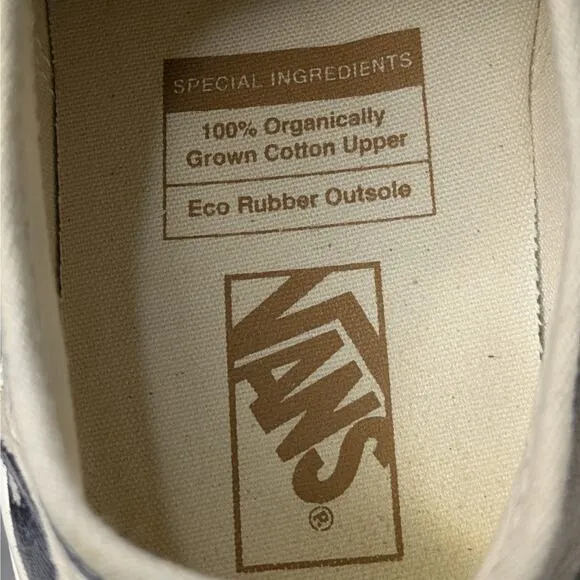 SPECIAL INGREDIENTS
100% Organically
Grown Cotton Upper
Eco Rubber Outsole
VANS
®